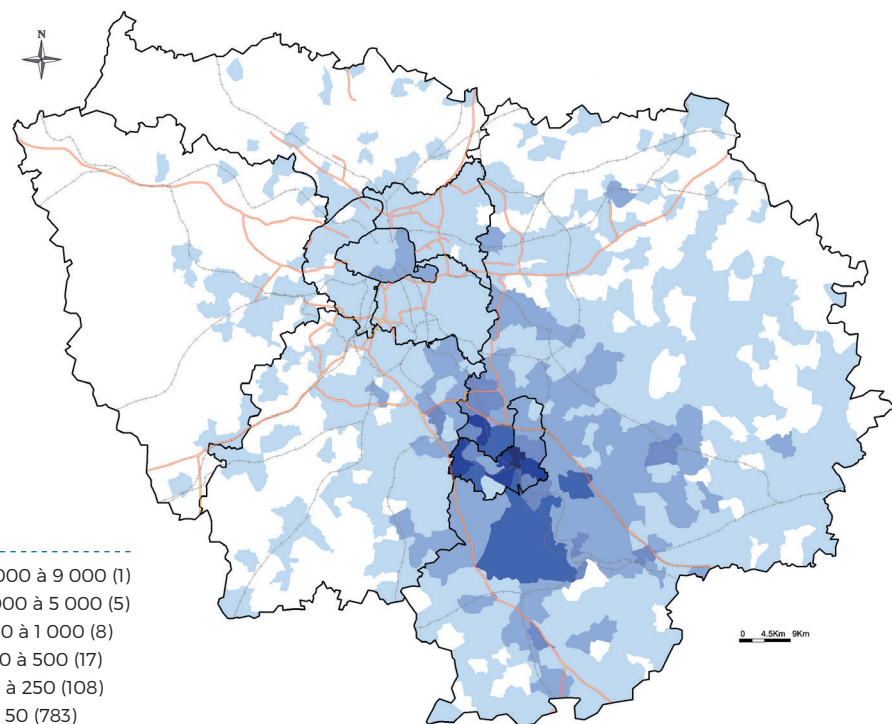 N
000 à 9 000 (1)
000 à 5 000 (5)
0 à 1 000 (8)
0 à 500 (17)
à 250 (108)
50 (783)
0 4.5Km 9Km